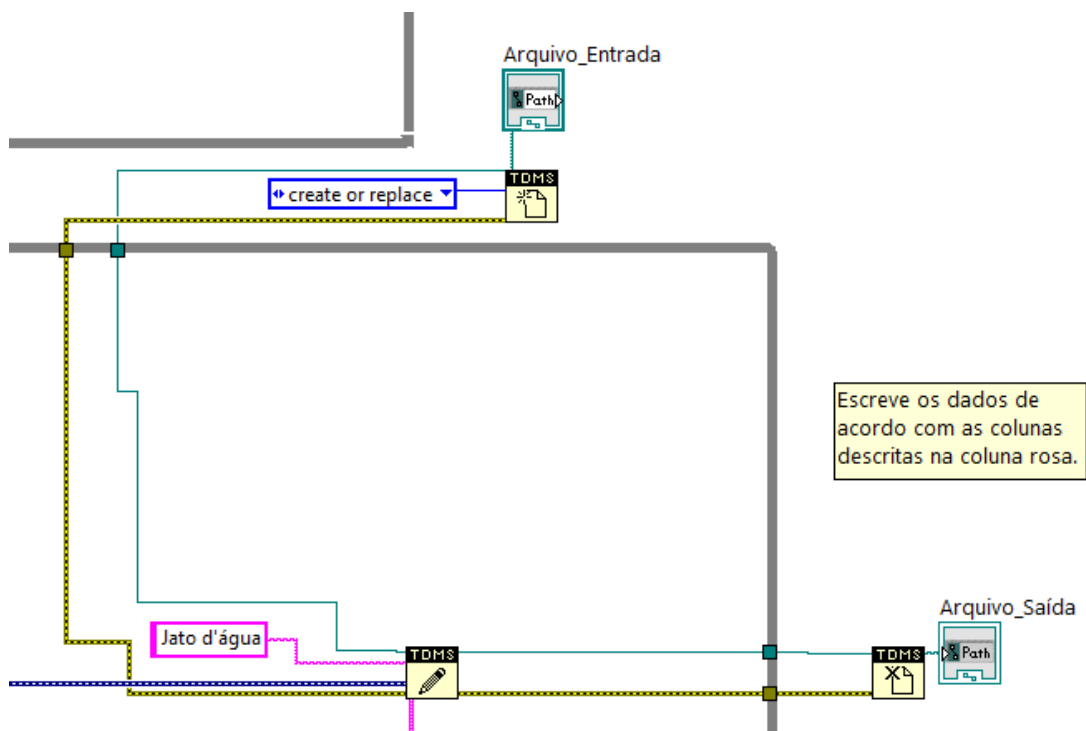 Arquivo_Entrada
Path
TDMS
create or replace
Escreve os dados de
acordo com as colunas
descritas na coluna rosa.
Arquivo_Saída
Jato d'água
TDMS
TDMS
Path